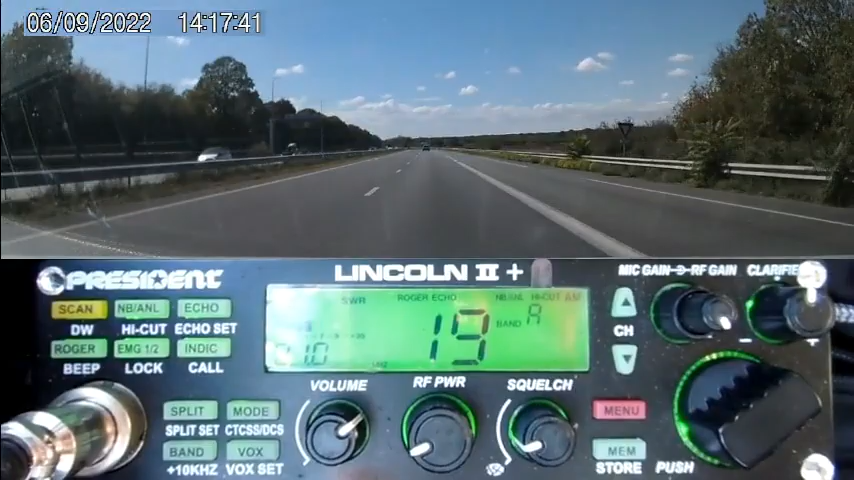 06/09/2022 14:17:41
PRESIDENT
LINCOLN II +
MIC GAIN RF GAIN CLARIFIER
SCAN NB/ANL ECHO
DW HI-CUT ECHO SET
ROGER EMG 1/2 INDIC
BEEP LOCK CALL
SWR ROGER ECHO NB/ANL HI-CUT AM
19 BAND A
1.0
CH
VOLUME RF PWR SQUELCH
SPLIT MODE
SPLIT SET CTCSS/DCS
BAND VOX
+10KHZ VOX SET
MENU
MEM
STORE PUSH